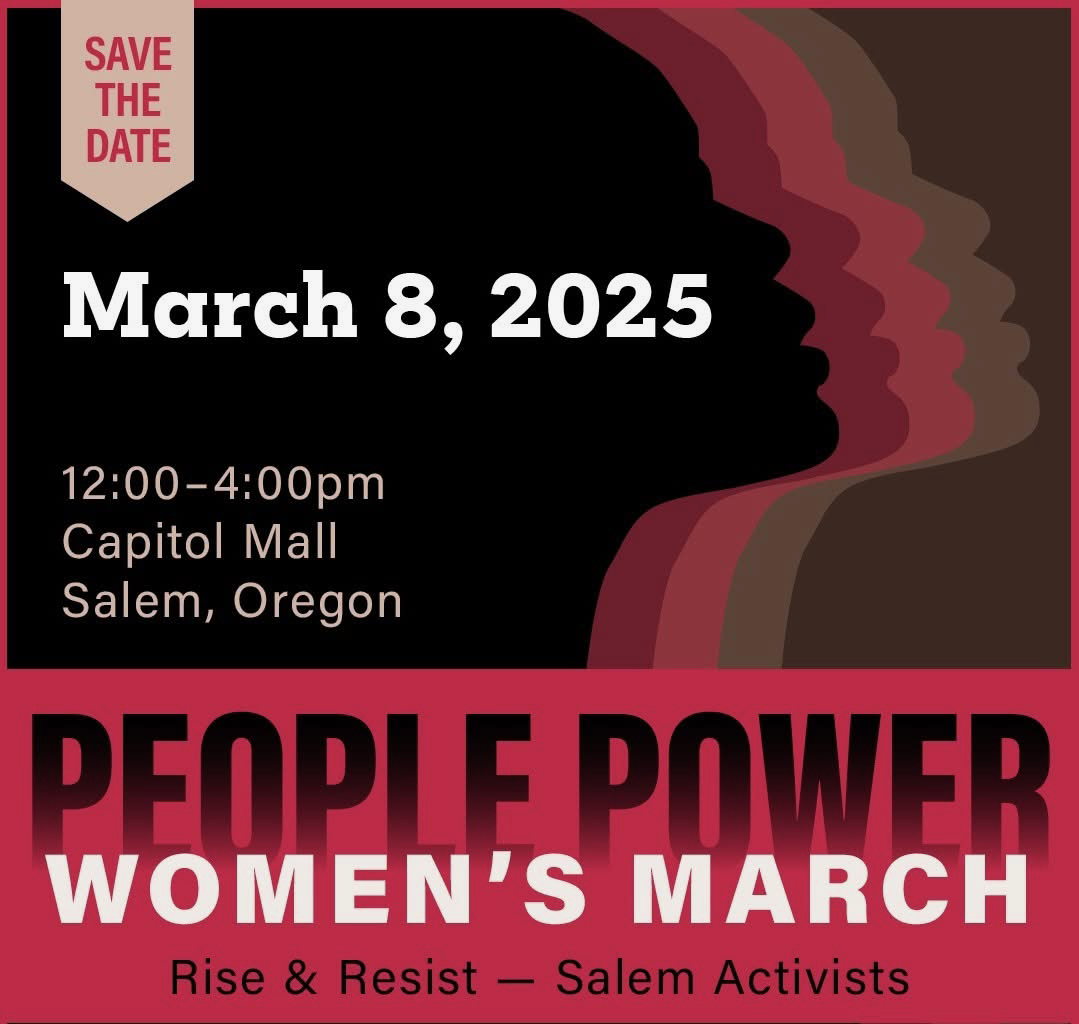 SAVE
THE
DATE
March 8, 2025
12:00–4:00pm
Capitol Mall
Salem, Oregon
PEOPLE POWER
WOMEN’S MARCH
Rise & Resist — Salem Activists